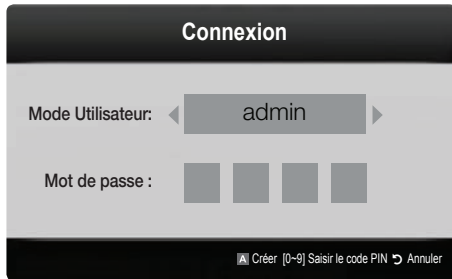 Connexion
Mode Utilisateur: admin
Mot de passe :
A Créer [0~9] Saisir le code PIN Annuler